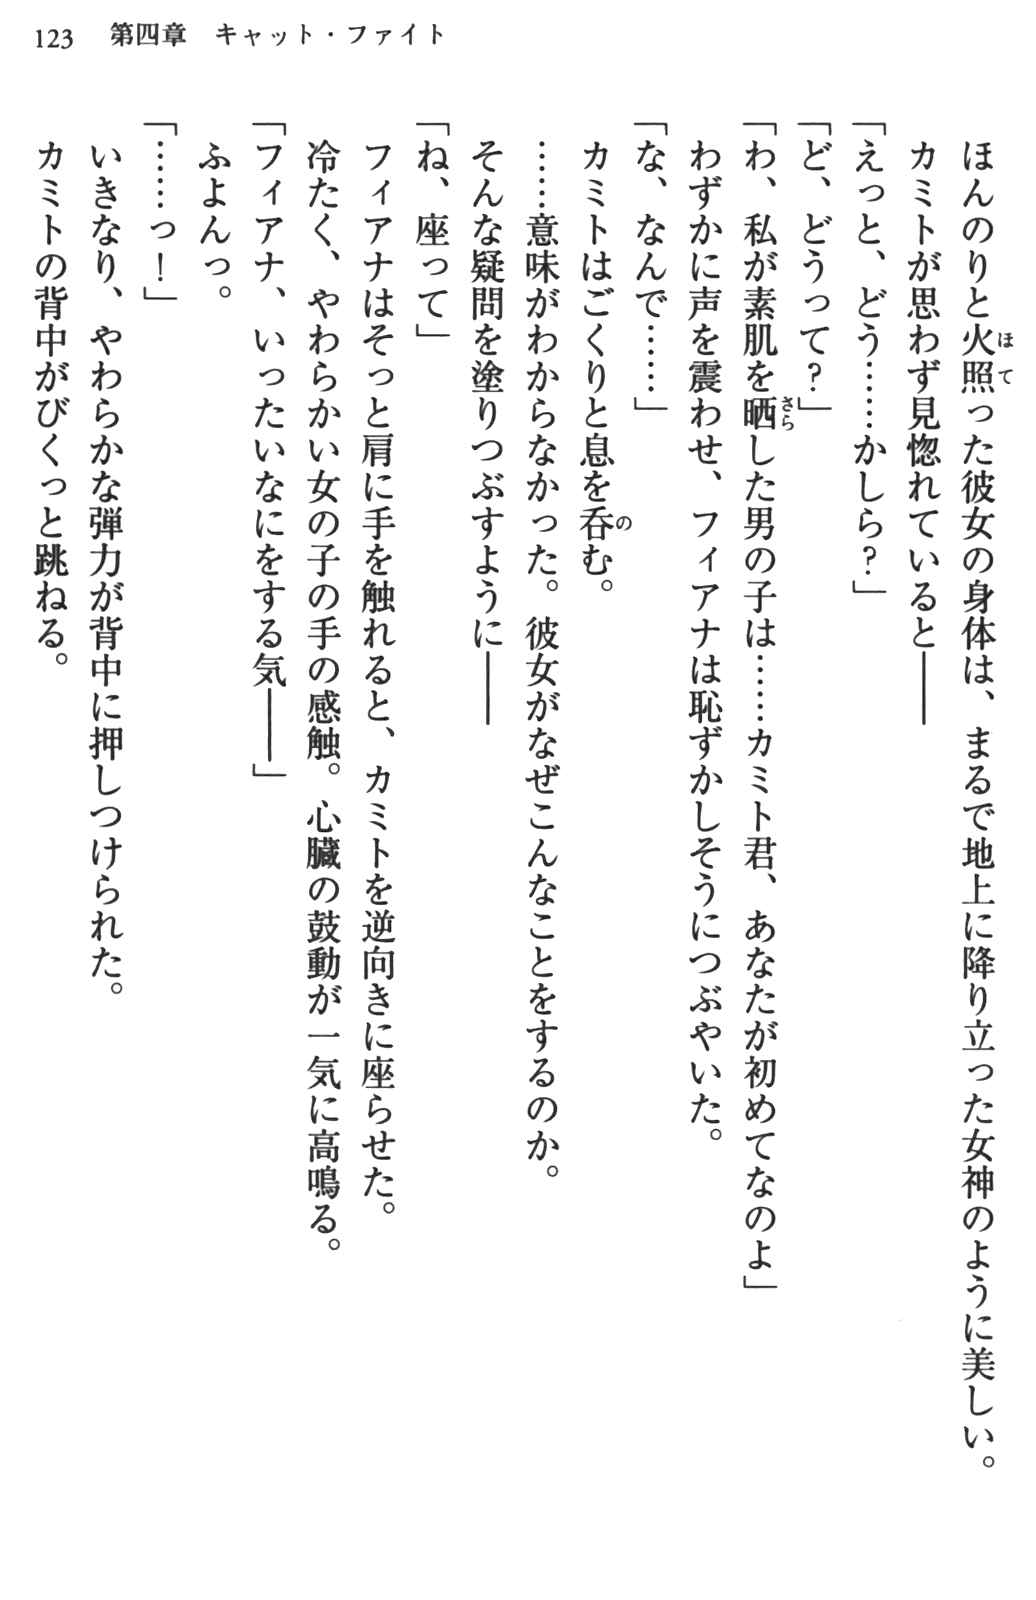 123 第四章 キャット・ファイト
ほんのりと火照った彼女の身体は、まるで地上に降り立った女神のように美しい。
カミトが思わず見惚れていると――
「えっと、どう……かしら？」
「ど、どうって？」
「わ、私が素肌を晒した男の子は……カミト君、あなたが初めてなのよ」
わずかに声を震わせ、フィアナは恥ずかしそうにつぶやいた。
「な、なんで……」
カミトはごくりと息を呑む。
……意味がわからなかった。彼女がなぜこんなことをするのか。
そんな疑問を塗りつぶすように――
「ね、座って」
フィアナはそっと肩に手を触れると、カミトを逆向きに座らせた。
冷たく、やわらかい女の子の手の感触。心臓の鼓動が一気に高鳴る。
「フィアナ、いったいなにをする気――」
ふよんっ。
「……っ！」
いきなり、やわらかな弾力が背中に押しつけられた。
カミトの背中がびくっと跳ねる。